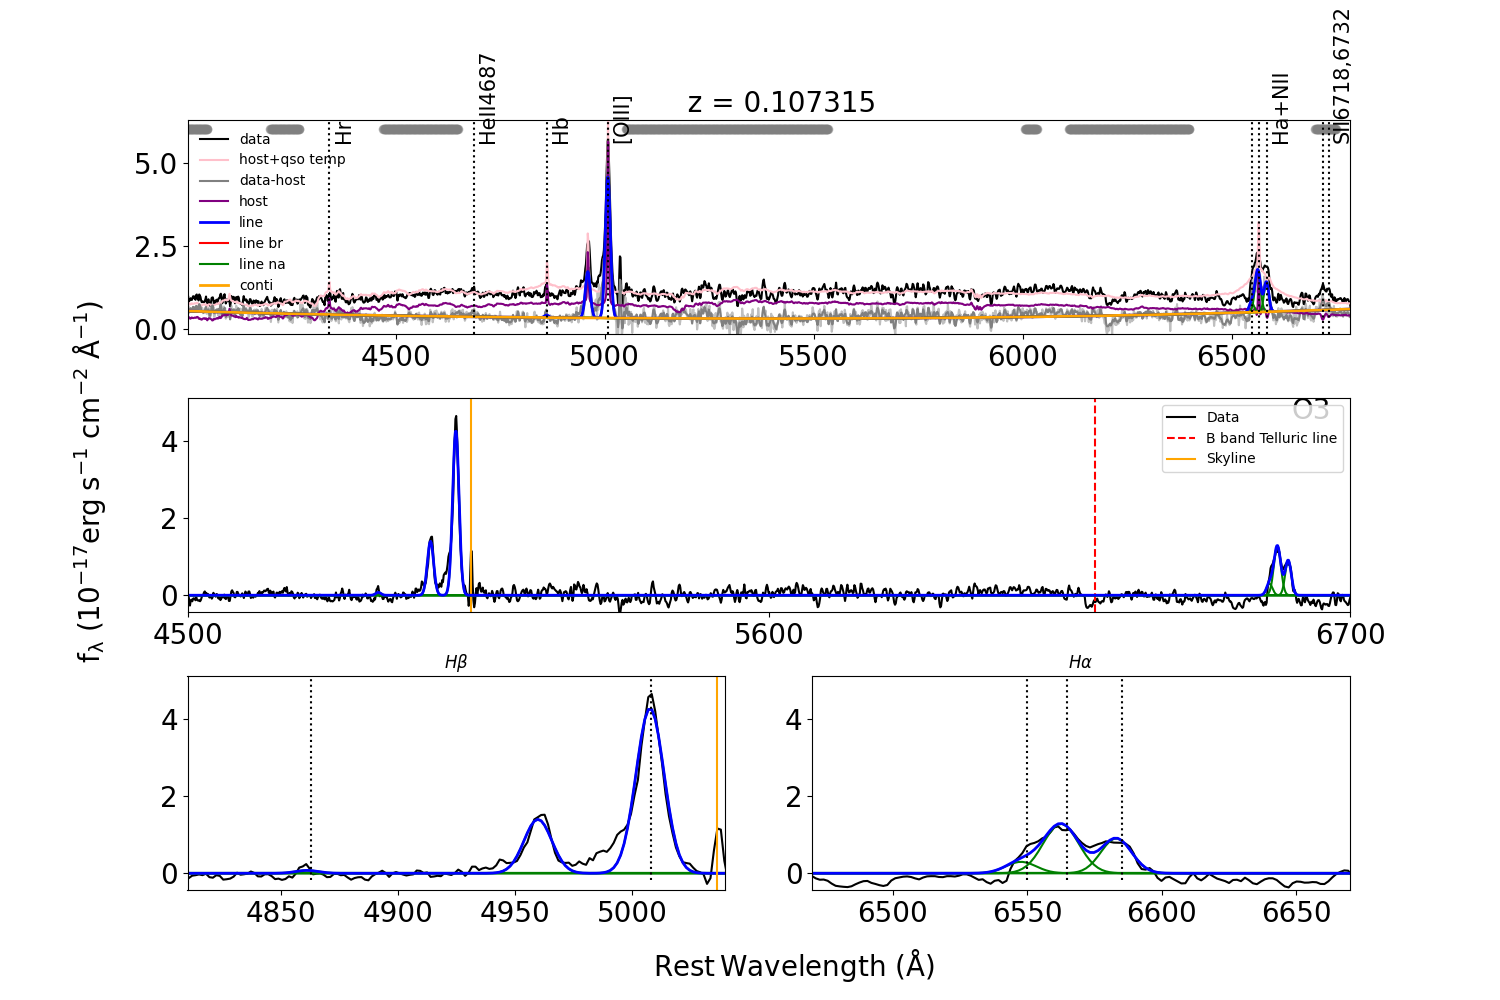 z = 0.107315
Hr
HeII4687
Hb
[OIII]
Ha+NII
SII6718,6732
data
host+qso temp
data-host
host
line
line br
line na
conti
5.0
2.5
0.0
4500
5000
5500
6000
6500
O3
Data
B band Telluric line
Skyline
4
2
0
4500
5600
6700
fλ (10⁻¹⁷erg s⁻¹ cm⁻² Å⁻¹)
Hβ
4
2
0
4850
4900
4950
5000
Hα
4
2
0
6500
6550
6600
6650
Rest Wavelength (Å)